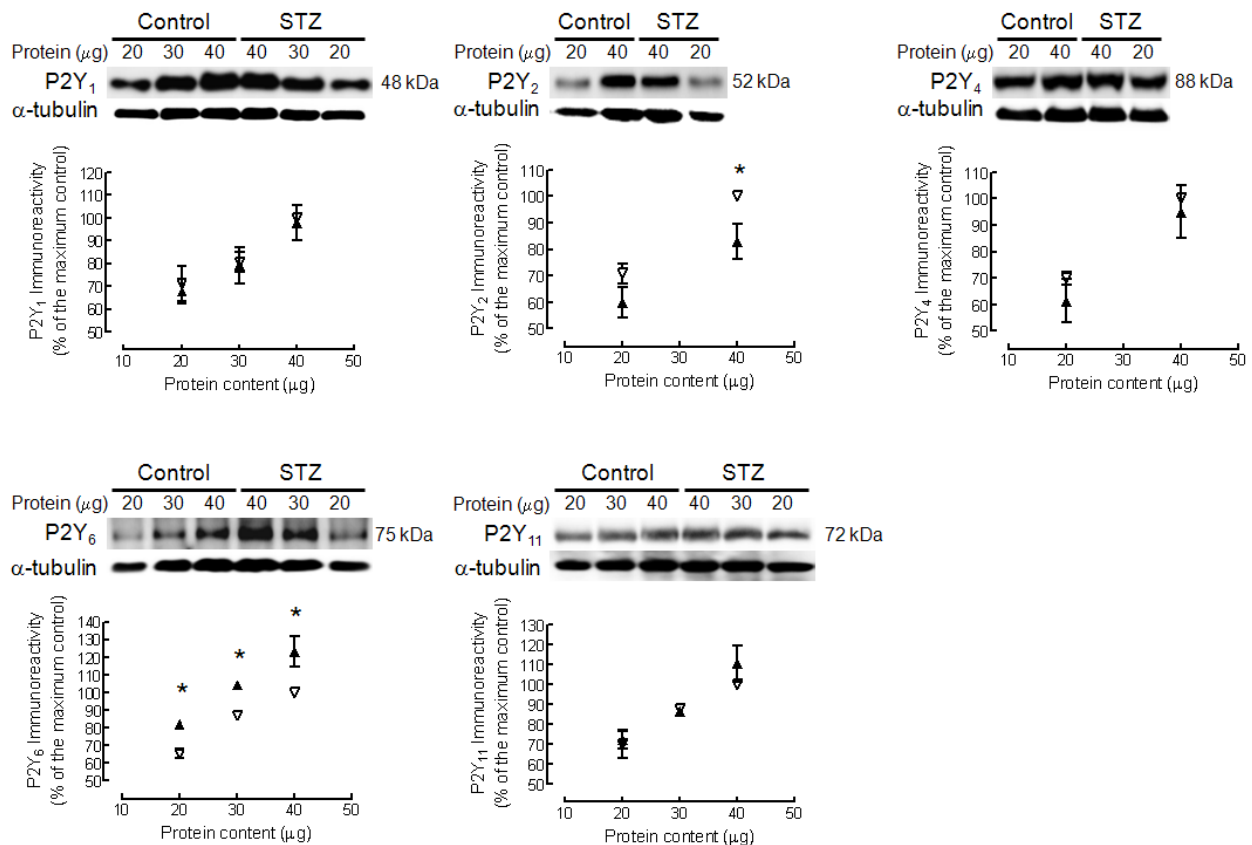 Control STZ
Protein (μg) 20 30 40 40 30 20
P2Y₁ 48 kDa
α-tubulin
P2Y₁ Immunoreactivity
(% of the maximum control)
120
110
100
90
80
70
60
50
10 20 30 40 50
Protein content (μg)
Control STZ
Protein (μg) 20 40 40 20
P2Y₂ 52 kDa
α-tubulin
P2Y₂ Immunoreactivity
(% of the maximum control)
110
100
90
80
70
60
50
*
10 20 30 40 50
Protein content (μg)
Control STZ
Protein (μg) 20 40 40 20
P2Y₄ 88 kDa
α-tubulin
P2Y₄ Immunoreactivity
(% of the maximum control)
110
100
90
80
70
60
50
10 20 30 40 50
Protein content (μg)
Control STZ
Protein (μg) 20 30 40 40 30 20
P2Y₆ 75 kDa
α-tubulin
P2Y₆ Immunoreactivity
(% of the maximum control)
140
130
120
110
100
90
80
70
60
50
* * *
10 20 30 40 50
Protein content (μg)
Control STZ
Protein (μg) 20 30 40 40 30 20
P2Y₁₁ 72 kDa
α-tubulin
P2Y₁₁ Immunoreactivity
(% of the maximum control)
130
120
110
100
90
80
70
60
50
10 20 30 40 50
Protein content (μg)